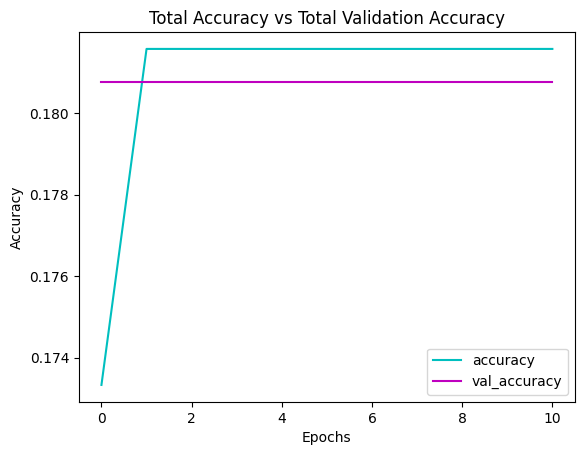 Total Accuracy vs Total Validation Accuracy
0.180
0.178
0.176
0.174
Accuracy
0 2 4 6 8 10
Epochs
accuracy
val_accuracy